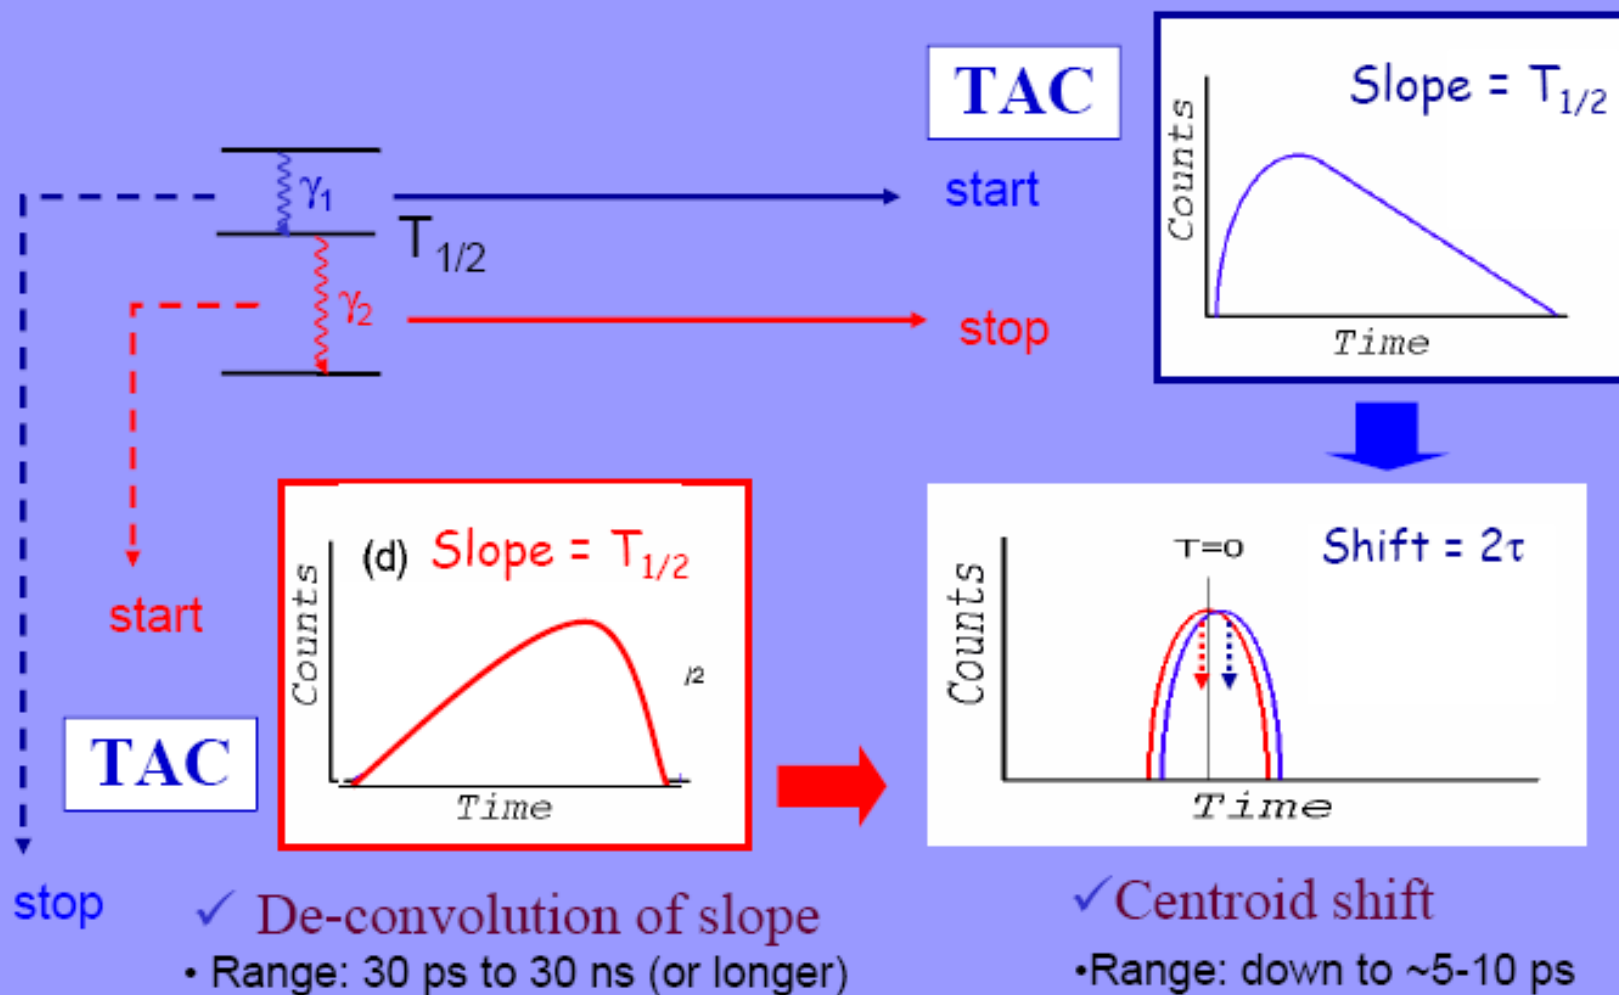 TAC
Slope = T1/2
Counts
Time
start
γ1
T1/2
γ2
stop
(d) Slope = T1/2
Counts
/2
Time
start
TAC
stop
T=0
Shift = 2τ
Counts
Time
✓ De-convolution of slope
• Range: 30 ps to 30 ns (or longer)
✓Centroid shift
•Range: down to ~5-10 ps